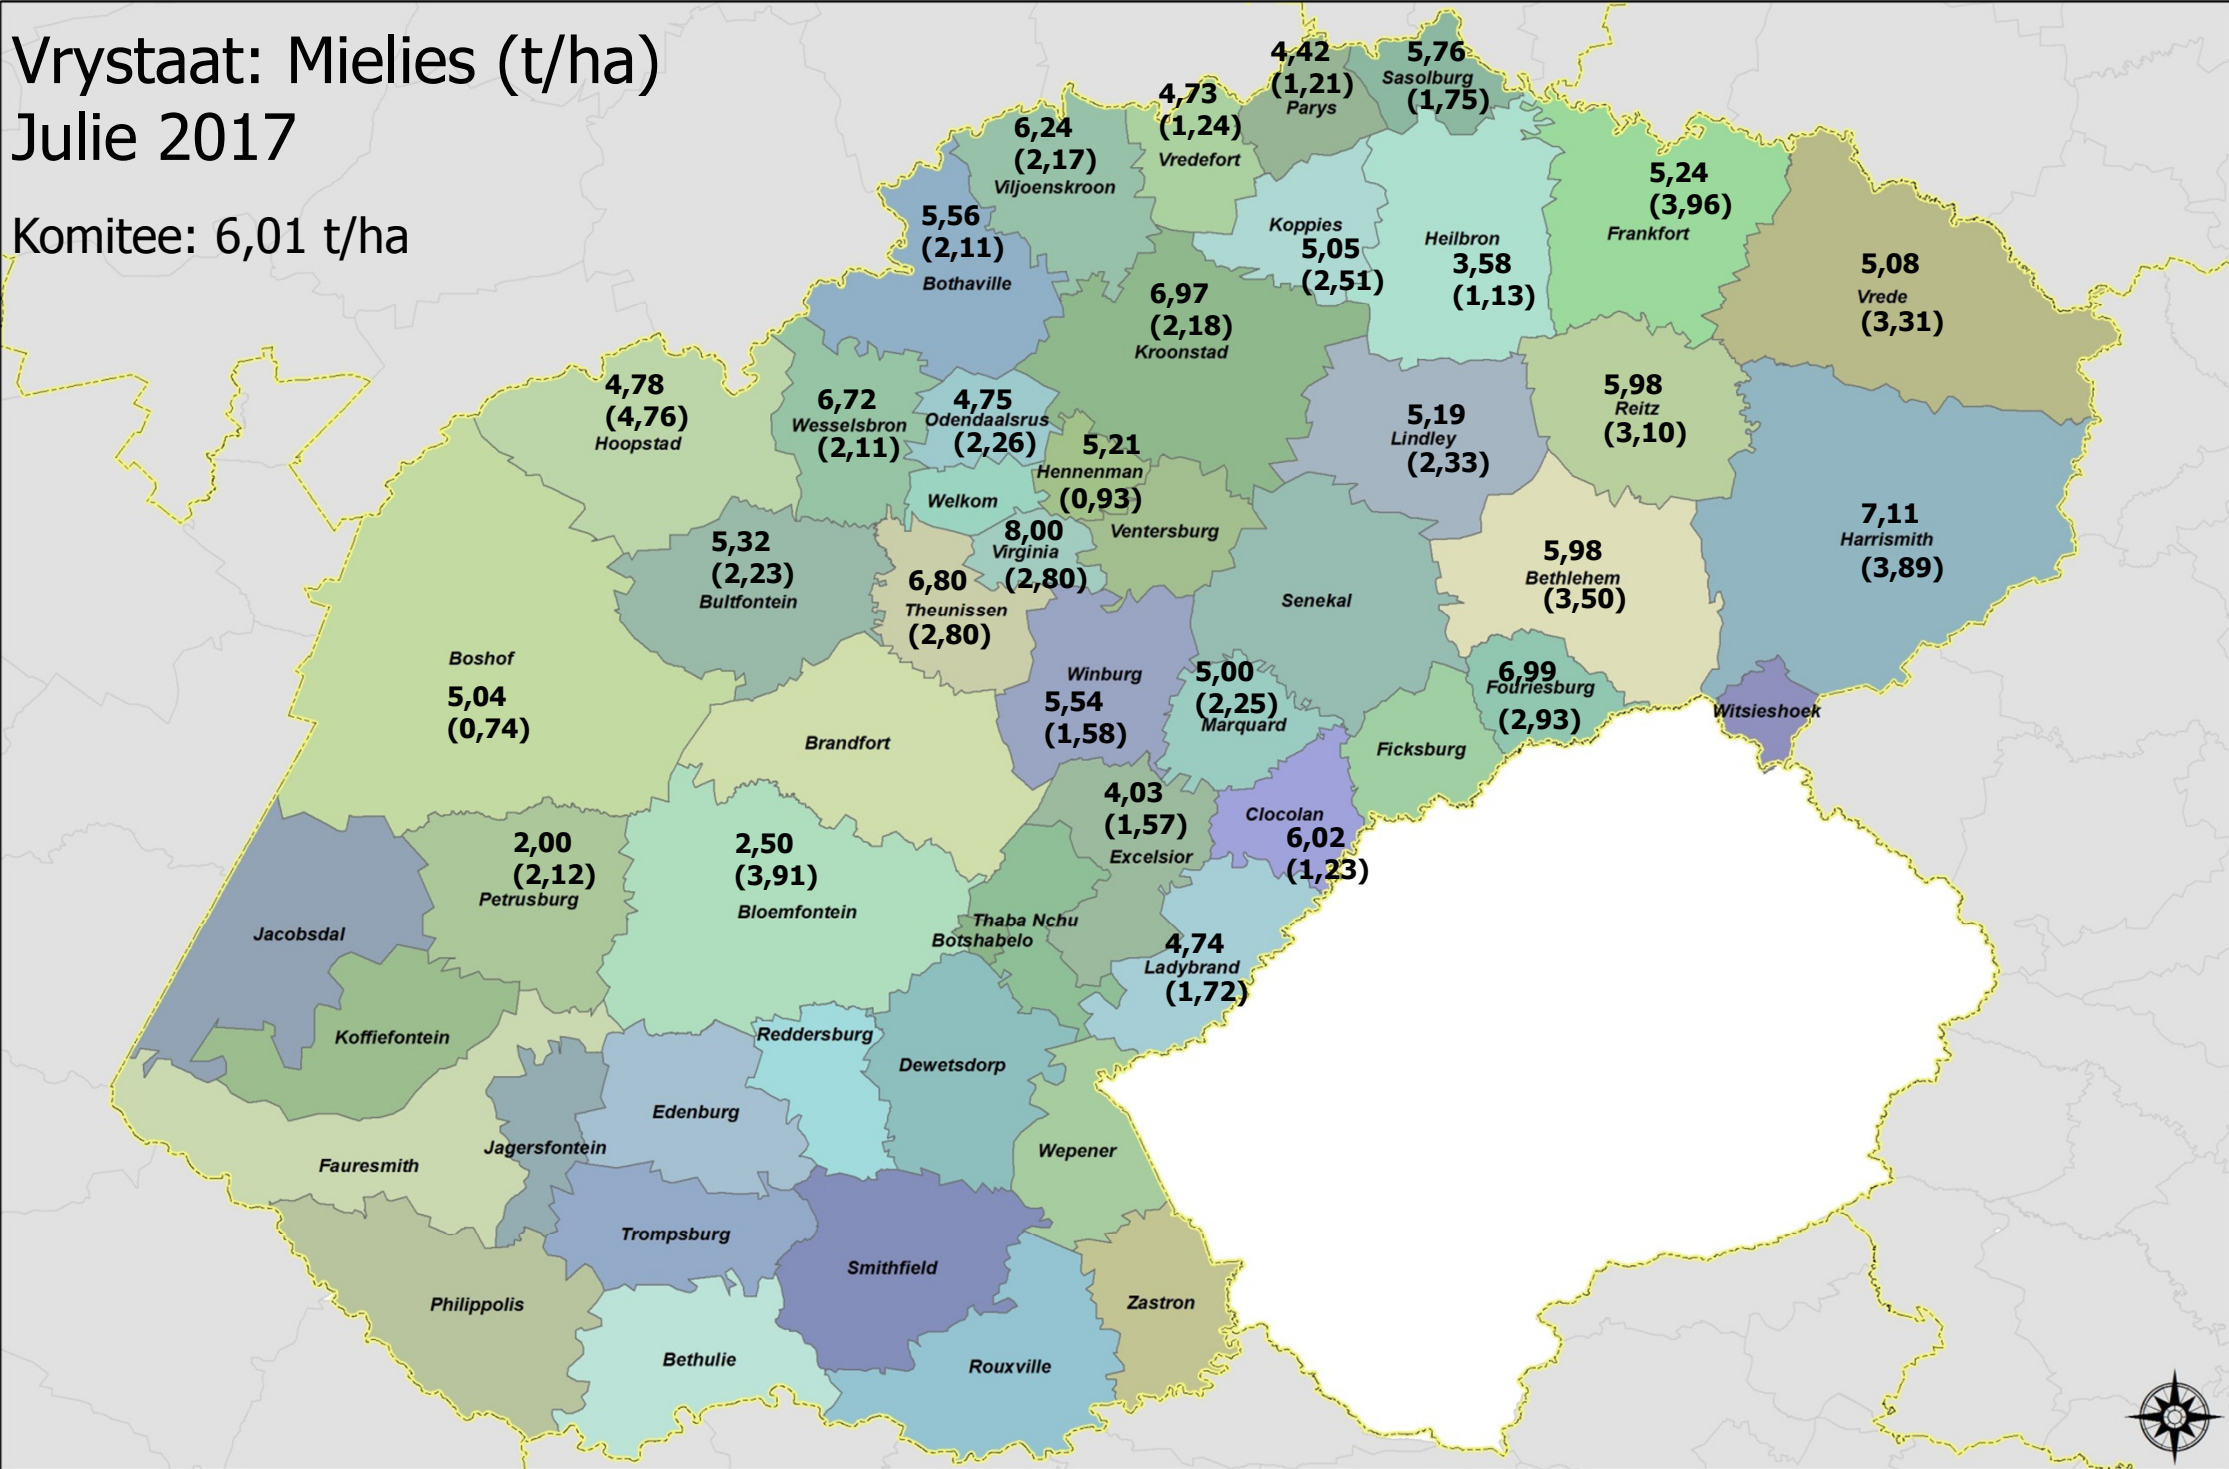 Vrystaat: Mielies (t/ha)
Julie 2017
Komitee: 6,01 t/ha
4,42
(1,21)
Parys
5,76
Sasolburg
(1,75)
4,73
(1,24)
Vredefort
6,24
(2,17)
Viljoenskroon
5,56
(2,11)
Bothaville
Koppies
5,05
(2,51)
Heilbron
3,58
(1,13)
5,24
(3,96)
Frankfort
5,08
Vrede
(3,31)
6,97
(2,18)
Kroonstad
4,78
(4,76)
Hoopstad
6,72
Wesselsbron
(2,11)
4,75
Odendaalsrus
(2,26)
5,21
Hennenman
(0,93)
5,19
Lindley
(2,33)
5,98
Reitz
(3,10)
Welkom
Ventersburg
8,00
Virginia
(2,80)
5,32
(2,23)
Bultfontein
6,80
Theunissen
(2,80)
Senekal
5,98
Bethlehem
(3,50)
7,11
Harrismith
(3,89)
Boshof
5,04
(0,74)
Winburg
5,54
(1,58)
5,00
(2,25)
Marquard
6,99
Fouriesburg
(2,93)
Witsieshoek
Brandfort
Ficksburg
4,03
(1,57)
Excelsior
Clocolan
6,02
(1,23)
2,00
(2,12)
Petrusburg
2,50
(3,91)
Bloemfontein
Jacobsdal
Thaba Nchu
Botshabelo
4,74
Ladybrand
(1,72)
Koffiefontein
Reddersburg
Dewetsdorp
Edenburg
Jagersfontein
Fauresmith
Wepener
Trompsburg
Smithfield
Philippolis
Zastron
Bethulie
Rouxville